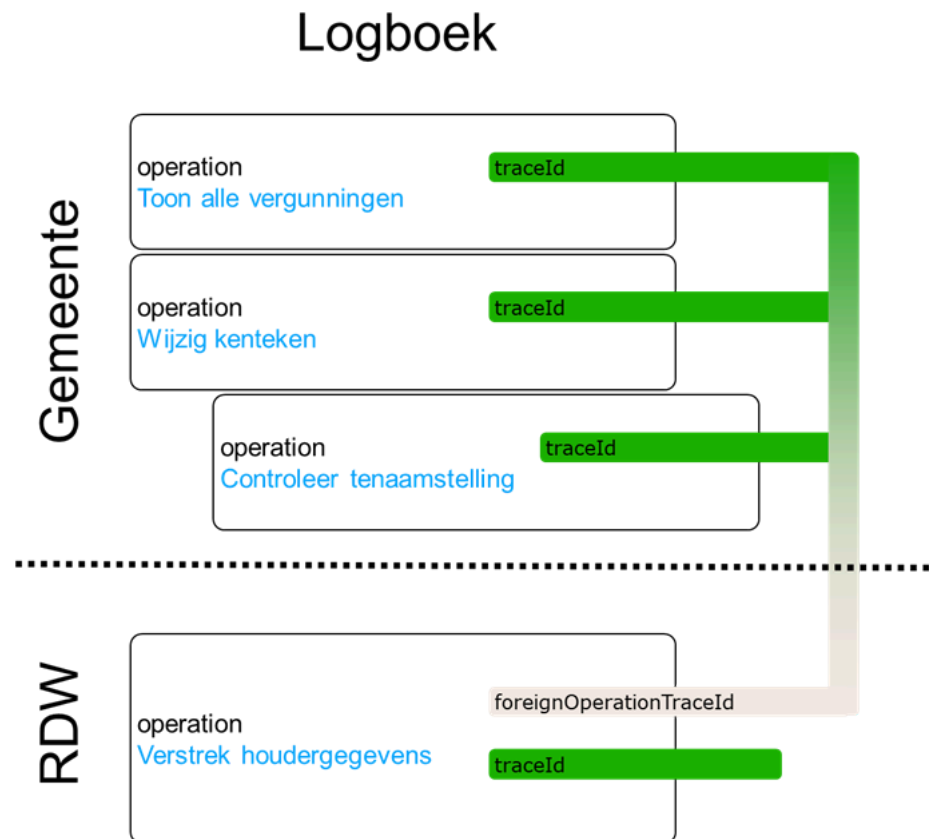 Logboek
Gemeente
operation
traceId
Toon alle vergunningen
operation
traceId
Wijzig kenteken
operation
traceId
Controleer tenaamstelling
RDW
foreignOperationTraceId
operation
Verstrek houdergegevens
traceId